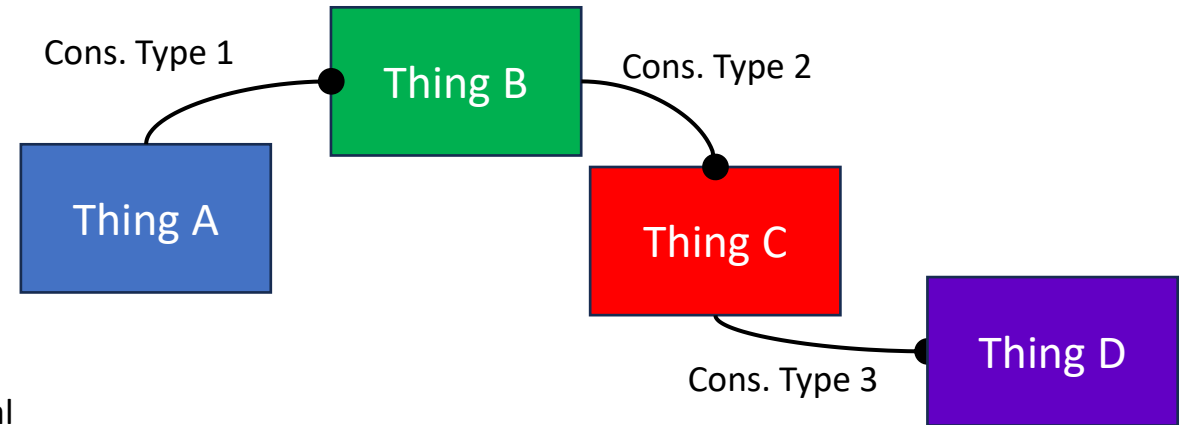 Cons. Type 1
Thing B
Cons. Type 2
Thing A
Thing C
Thing D
Cons. Type 3